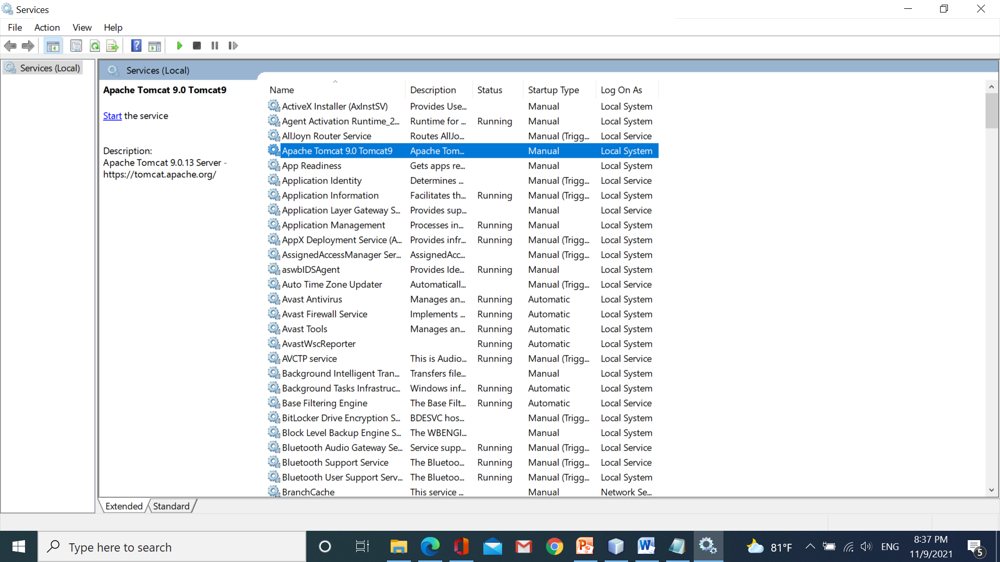 Services
File Action View Help
Services (Local)
Services (Local)
Apache Tomcat 9.0 Tomcat9
Start the service
Description:
Apache Tomcat 9.0.13 Server -
https://tomcat.apache.org/
Name Description Status Startup Type Log On As
ActiveX Installer (AxInstSV) Provides Use... Manual Local System
Agent Activation Runtime_2... Runtime for ... Running Manual Local System
AllJoyn Router Service Routes AllJo... Manual (Trigg... Local Service
Apache Tomcat 9.0 Tomcat9 Apache Tom... Manual Local System
App Readiness Gets apps re... Manual Local System
Application Identity Determines ... Manual (Trigg... Local Service
Application Information Facilitates th... Running Manual (Trigg... Local System
Application Layer Gateway S... Provides sup... Manual Local Service
Application Management Processes in... Running Manual Local System
AppX Deployment Service (A... Provides infr... Running Manual (Trigg... Local System
AssignedAccessManager Ser... AssignedAcc... Manual (Trigg... Local System
aswbIDSAgent Provides Ide... Running Manual Local System
Auto Time Zone Updater Automaticall... Manual (Trigg... Local Service
Avast Antivirus Manages an... Running Automatic Local System
Avast Firewall Service Implements ... Running Automatic Local System
Avast Tools Manages an... Running Automatic Local System
AvastWscReporter Running Automatic Local System
AVCTP service This is Audio... Running Manual (Trigg... Local Service
Background Intelligent Tran... Transfers file... Manual Local System
Background Tasks Infrastruc... Windows inf... Running Automatic Local System
Base Filtering Engine The Base Filt... Running Automatic Local Service
BitLocker Drive Encryption S... BDESVC hos... Manual (Trigg... Local System
Block Level Backup Engine S... The WBENGI... Manual Local System
Bluetooth Audio Gateway Se... Service supp... Running Manual (Trigg... Local Service
Bluetooth Support Service The Bluetoo... Running Manual (Trigg... Local Service
Bluetooth User Support Serv... The Bluetoo... Running Manual (Trigg... Local System
BranchCache This service ... Manual Network Se...
Extended Standard
Type here to search
81°F
ENG
8:37 PM
11/9/2021
5